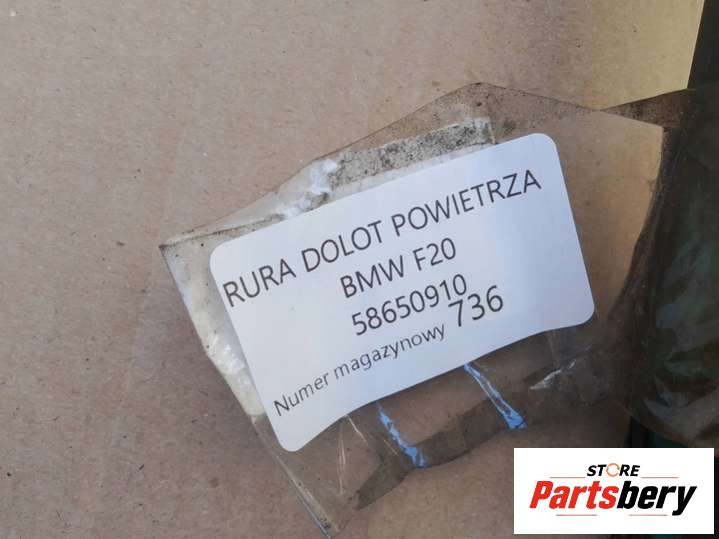 RURA DOLOT POWIETRZA
BMW F20
58650910
Numer magazynowy 736
STORE
Partsbery